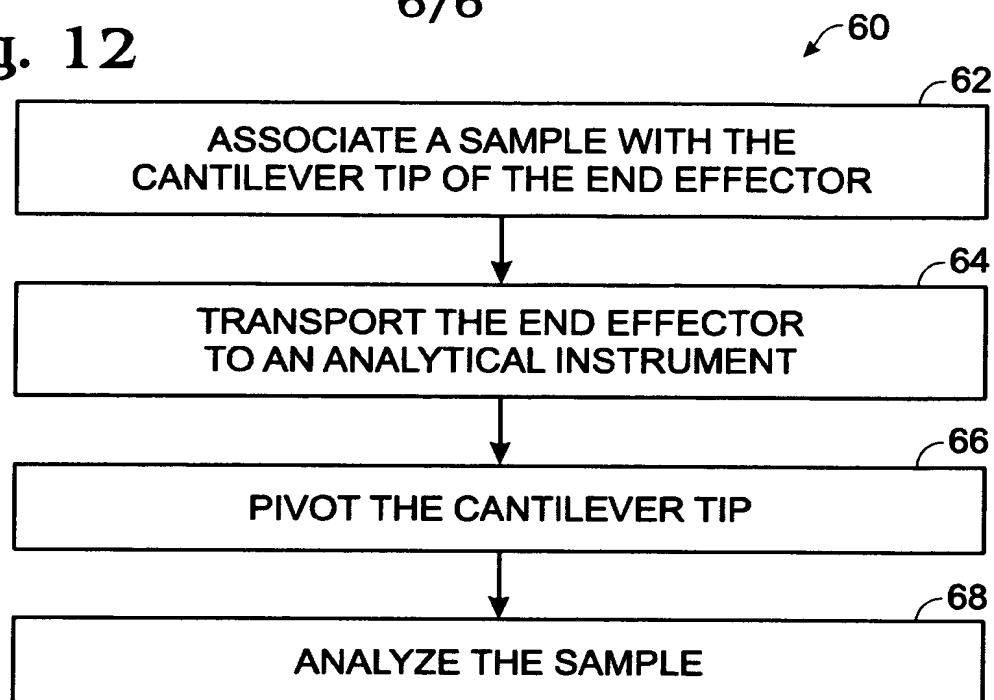 6/6
g. 12
60
62
ASSOCIATE A SAMPLE WITH THE
CANTILEVER TIP OF THE END EFFECTOR
64
TRANSPORT THE END EFFECTOR
TO AN ANALYTICAL INSTRUMENT
66
PIVOT THE CANTILEVER TIP
68
ANALYZE THE SAMPLE